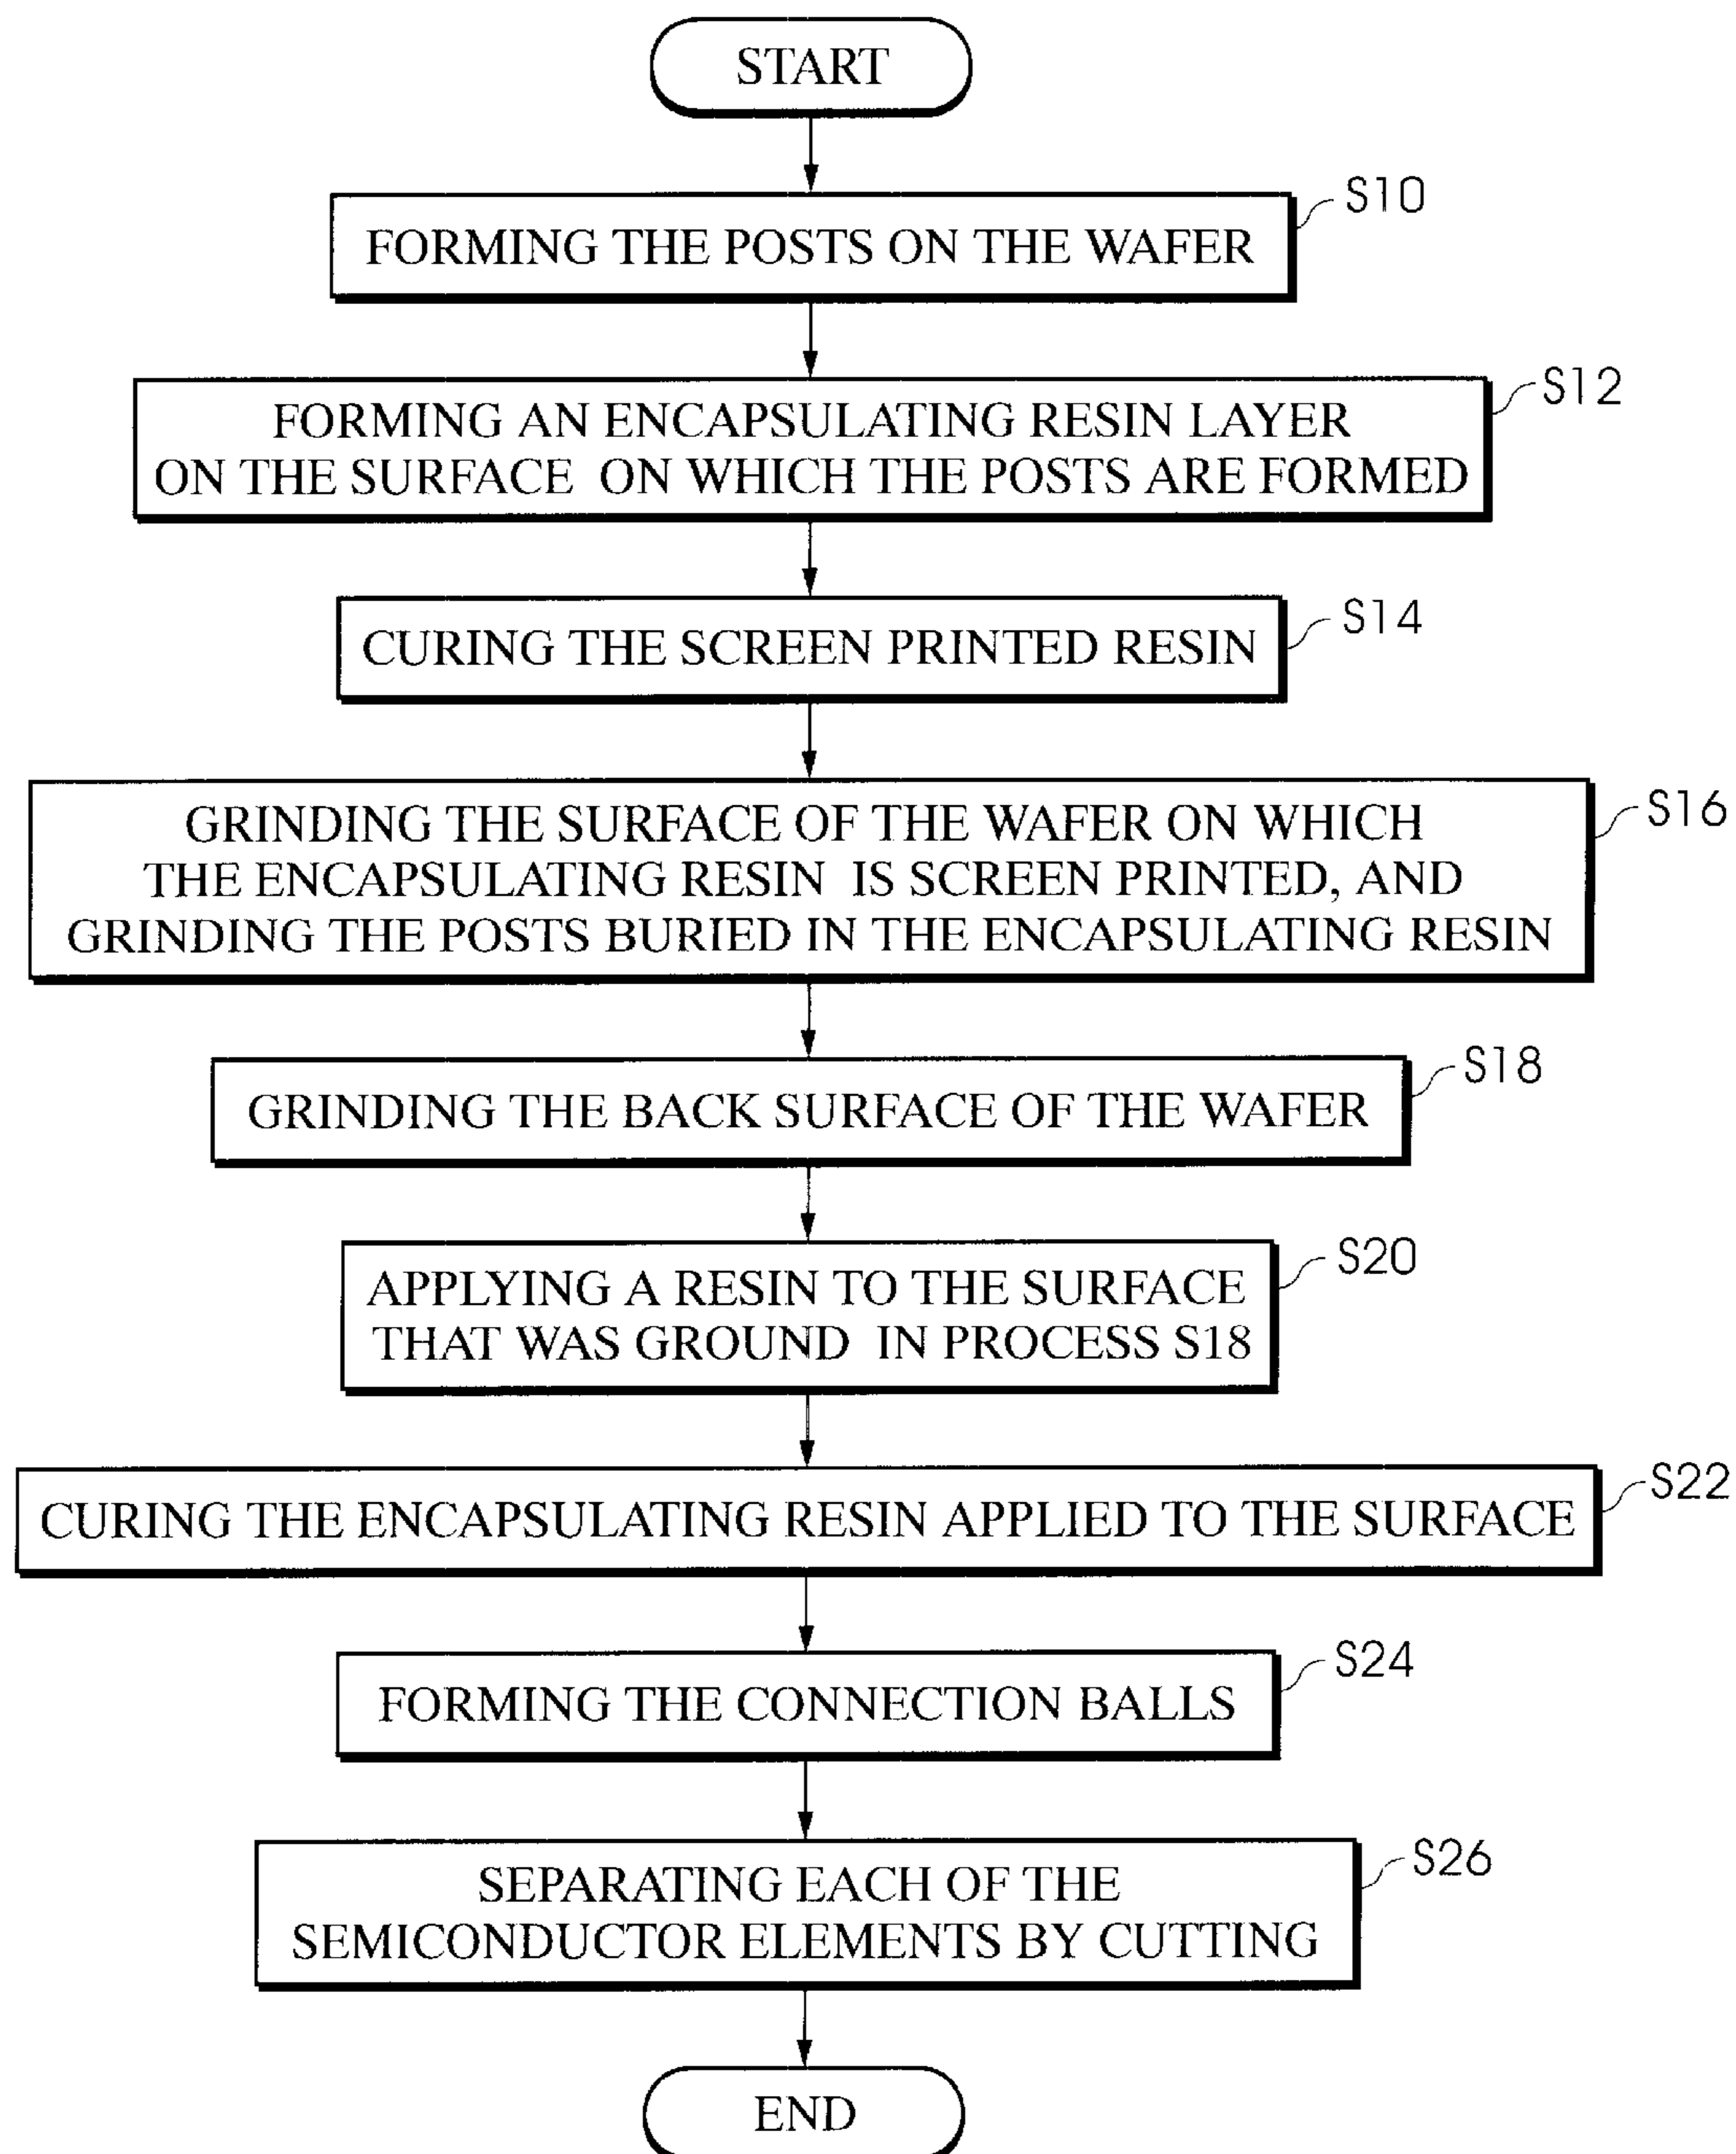 START
S10
FORMING THE POSTS ON THE WAFER
S12
FORMING AN ENCAPSULATING RESIN LAYER
ON THE SURFACE ON WHICH THE POSTS ARE FORMED
S14
CURING THE SCREEN PRINTED RESIN
S16
GRINDING THE SURFACE OF THE WAFER ON WHICH
THE ENCAPSULATING RESIN IS SCREEN PRINTED, AND
GRINDING THE POSTS BURIED IN THE ENCAPSULATING RESIN
S18
GRINDING THE BACK SURFACE OF THE WAFER
S20
APPLYING A RESIN TO THE SURFACE
THAT WAS GROUND IN PROCESS S18
S22
CURING THE ENCAPSULATING RESIN APPLIED TO THE SURFACE
S24
FORMING THE CONNECTION BALLS
S26
SEPARATING EACH OF THE
SEMICONDUCTOR ELEMENTS BY CUTTING
END